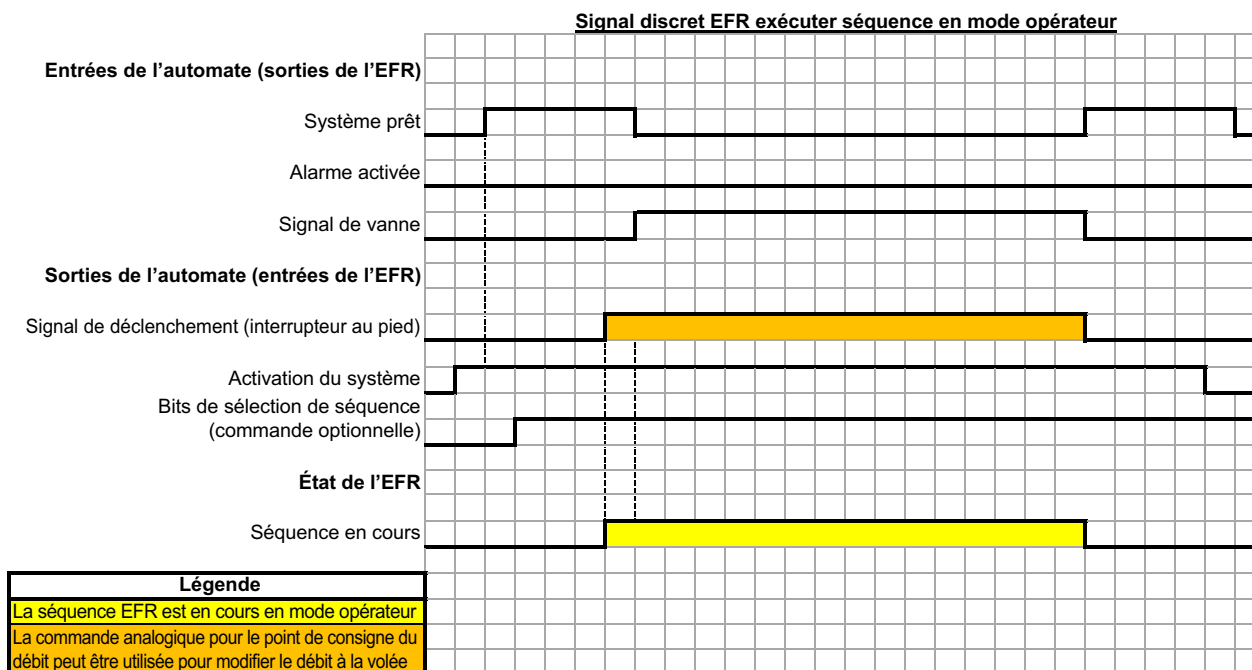 Signal discret EFR exécuter séquence en mode opérateur
Entrées de l’automate (sorties de l’EFR)
Système prêt
Alarme activée
Signal de vanne
Sorties de l’automate (entrées de l’EFR)
Signal de déclenchement (interrupteur au pied)
Activation du système
Bits de sélection de séquence
(commande optionnelle)
État de l’EFR
Séquence en cours
Légende
La séquence EFR est en cours en mode opérateur
La commande analogique pour le point de consigne du
débit peut être utilisée pour modifier le débit à la volée